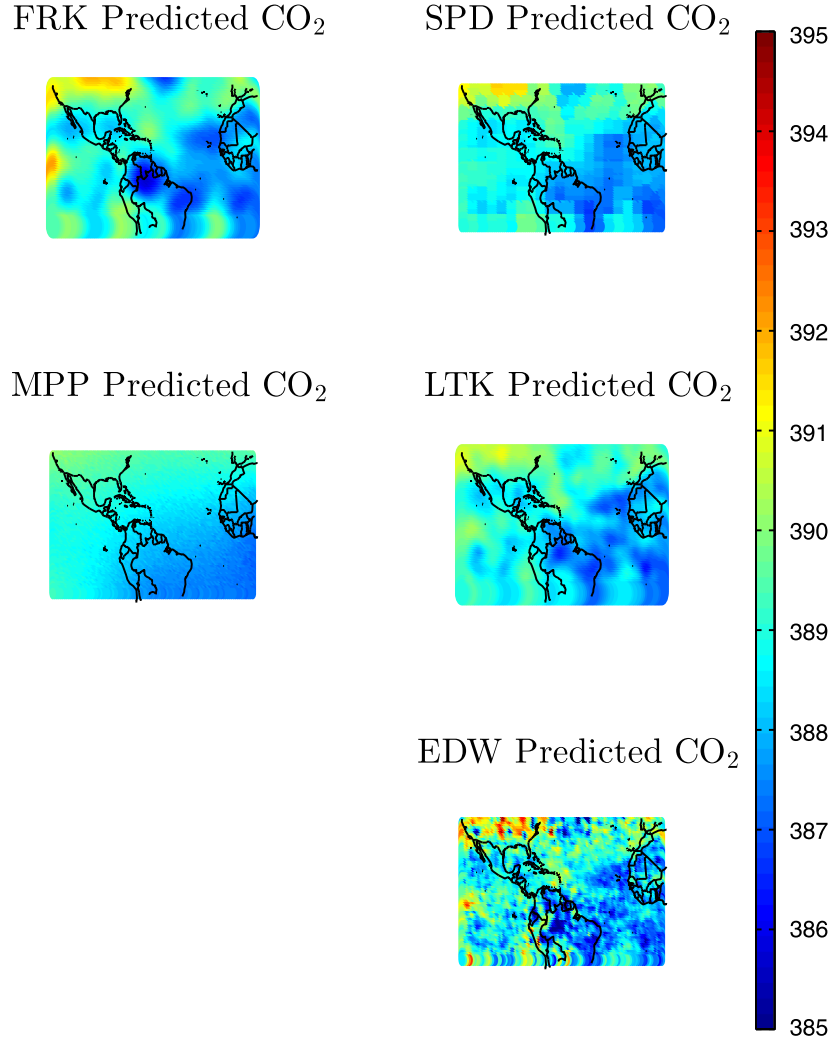 FRK Predicted CO₂
SPD Predicted CO₂
MPP Predicted CO₂
LTK Predicted CO₂
EDW Predicted CO₂
395
394
393
392
391
390
389
388
387
386
385